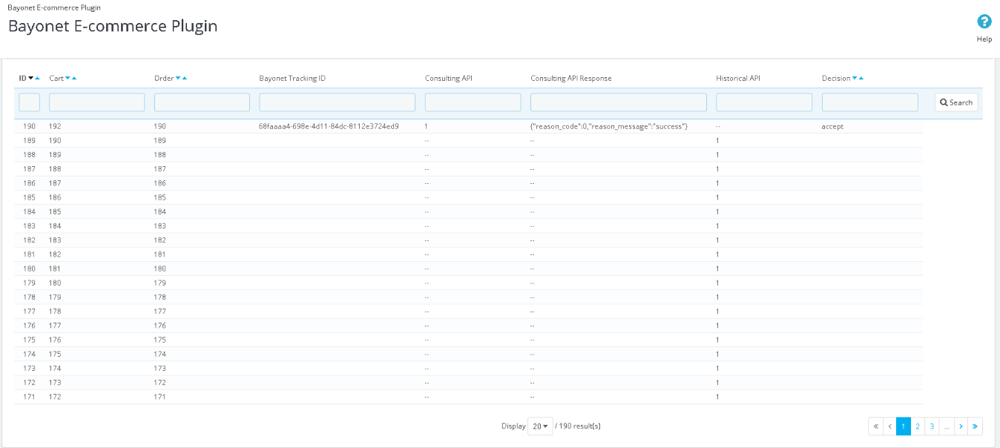 Bayonet E-commerce Plugin
Bayonet E-commerce Plugin
Help
ID Cart Order Bayonet Tracking ID Consulting API Consulting API Response Historical API Decision
Search
190 192 190 68faaaa4-698e-4d11-84dc-8112e3724ed9 1 {"reason_code":0,"reason_message":"success"} -- accept
189 190 189 -- -- 1
188 189 188 -- -- 1
187 188 187 -- -- 1
186 187 186 -- -- 1
185 186 185 -- -- 1
184 185 184 -- -- 1
183 184 183 -- -- 1
182 183 182 -- -- 1
181 182 181 -- -- 1
180 181 180 -- -- 1
179 180 179 -- -- 1
178 179 178 -- -- 1
177 178 177 -- -- 1
176 177 176 -- -- 1
175 176 175 -- -- 1
174 175 174 -- -- 1
173 174 173 -- -- 1
172 173 172 -- -- 1
171 172 171 -- -- 1
Display 20 / 190 result(s) « ‹ 1 2 3 ... › »